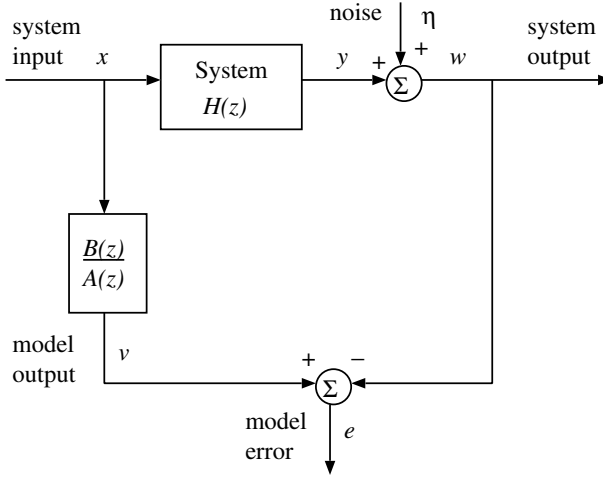 noise
η
system
input
x
System
H(z)
y
+
+
Σ
w
system
output
B(z)
A(z)
model
output
v
+
−
Σ
model
error
e